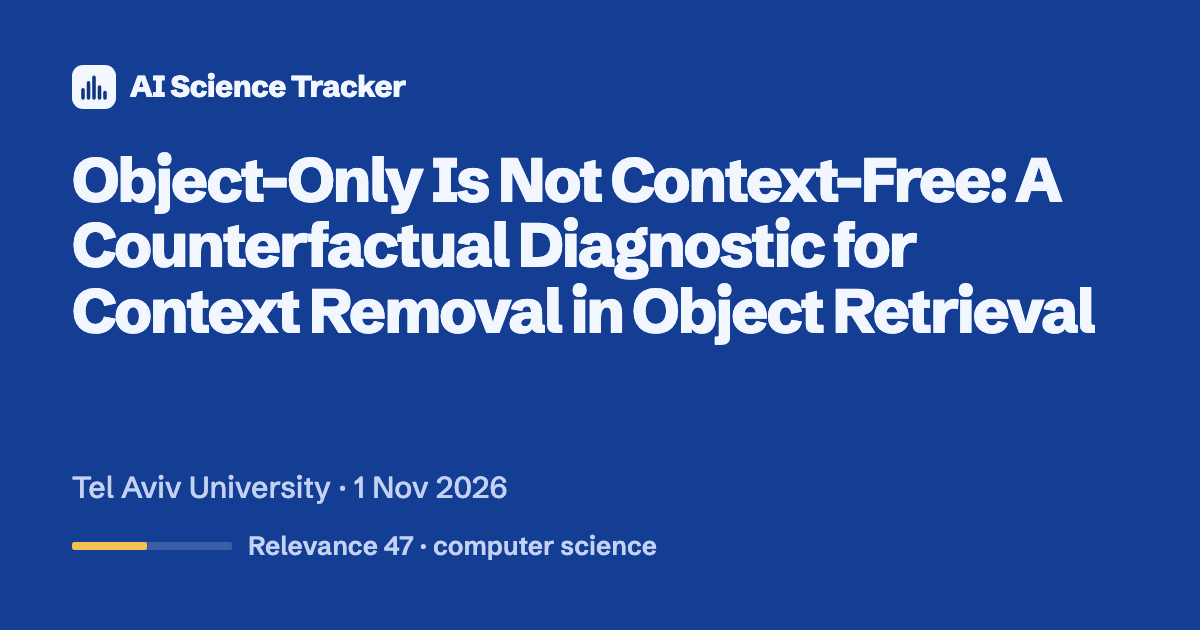 AI Science Tracker
Object-Only Is Not Context-Free: A
Counterfactual Diagnostic for
Context Removal in Object Retrieval
Tel Aviv University · 1 Nov 2026
Relevance 47 · computer science